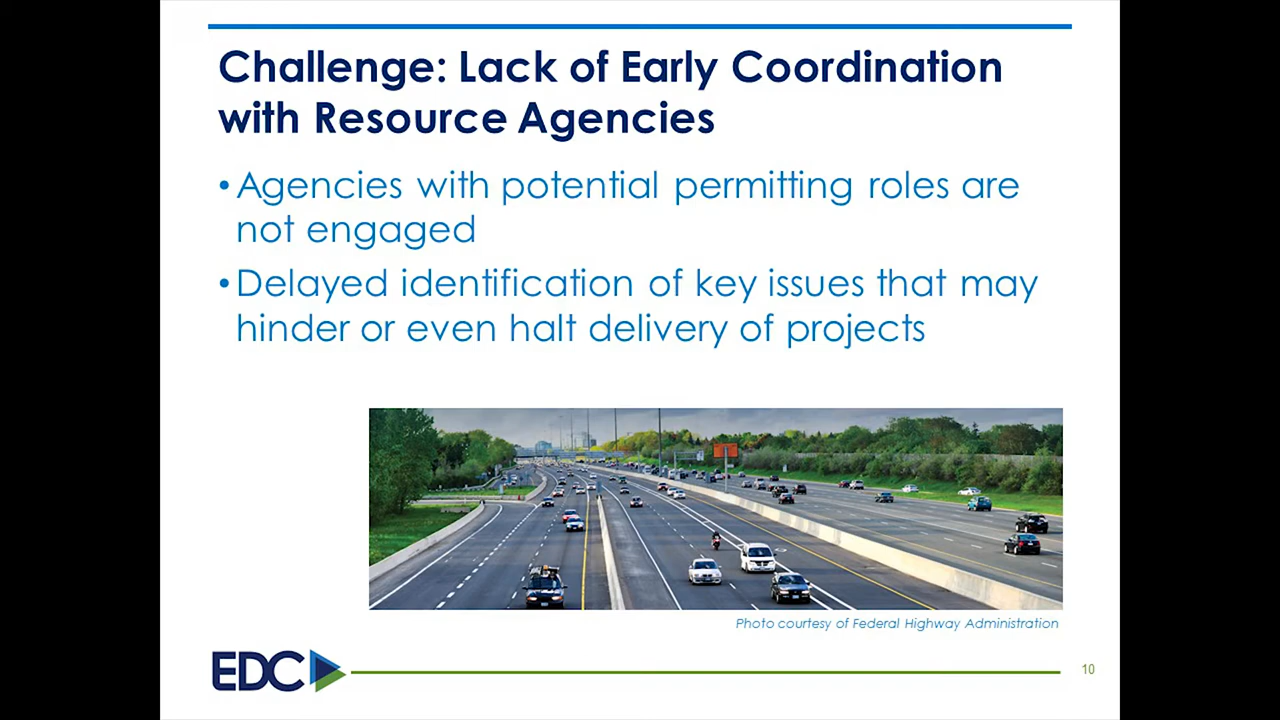 Challenge: Lack of Early Coordination
with Resource Agencies
• Agencies with potential permitting roles are
not engaged
• Delayed identification of key issues that may
hinder or even halt delivery of projects
Photo courtesy of Federal Highway Administration
EDC
10